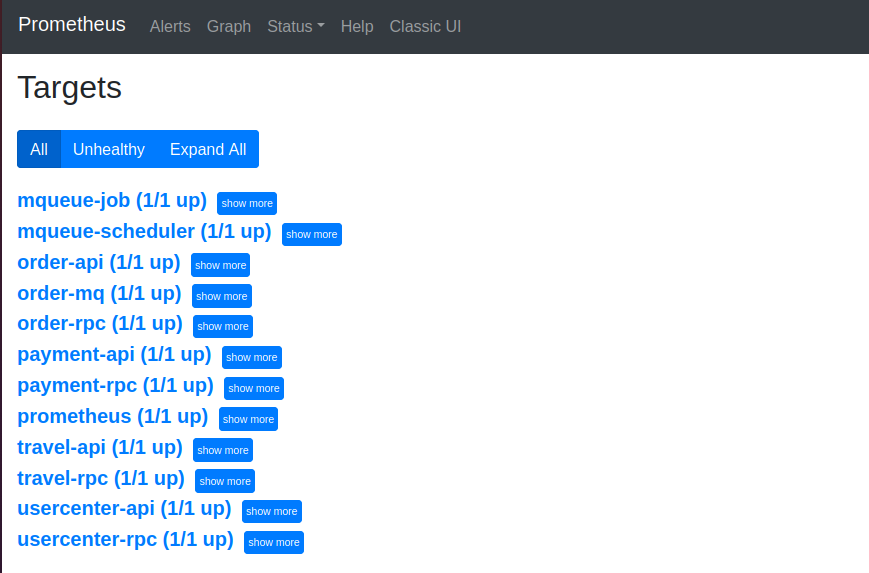 Prometheus Alerts Graph Status Help Classic UI
Targets
All Unhealthy Expand All
mqueue-job (1/1 up) show more
mqueue-scheduler (1/1 up) show more
order-api (1/1 up) show more
order-mq (1/1 up) show more
order-rpc (1/1 up) show more
payment-api (1/1 up) show more
payment-rpc (1/1 up) show more
prometheus (1/1 up) show more
travel-api (1/1 up) show more
travel-rpc (1/1 up) show more
usercenter-api (1/1 up) show more
usercenter-rpc (1/1 up) show more